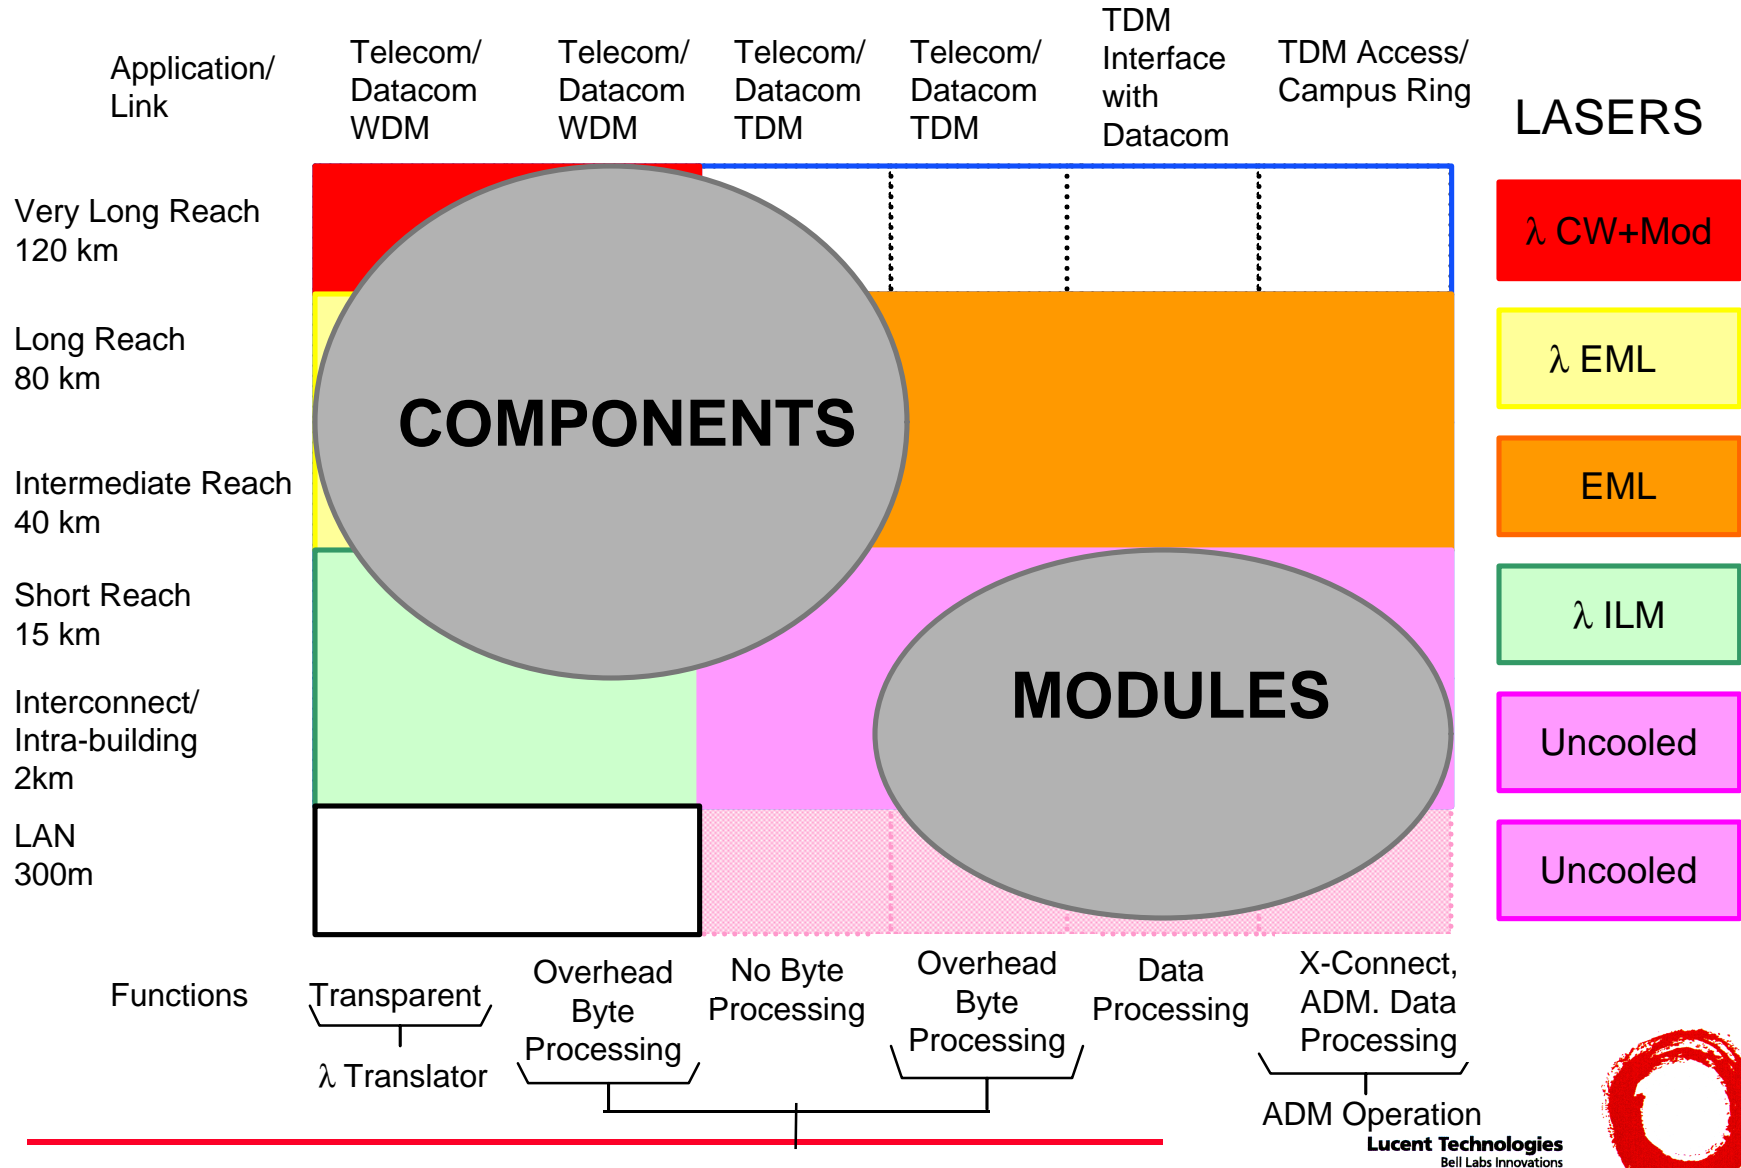 Application/
Link
Telecom/
Datacom
WDM
Telecom/
Datacom
WDM
Telecom/
Datacom
TDM
Telecom/
Datacom
TDM
TDM
Interface
with
Datacom
TDM Access/
Campus Ring
LASERS
Very Long Reach
120 km
λ CW+Mod
Long Reach
80 km
λ EML
COMPONENTS
Intermediate Reach
40 km
EML
Short Reach
15 km
λ ILM
MODULES
Interconnect/
Intra-building
2km
Uncooled
LAN
300m
Uncooled
Functions
Transparent
λ Translator
Overhead
Byte
Processing
No Byte
Processing
Overhead
Byte
Processing
Data
Processing
X-Connect,
ADM. Data
Processing
ADM Operation
Lucent Technologies
Bell Labs Innovations